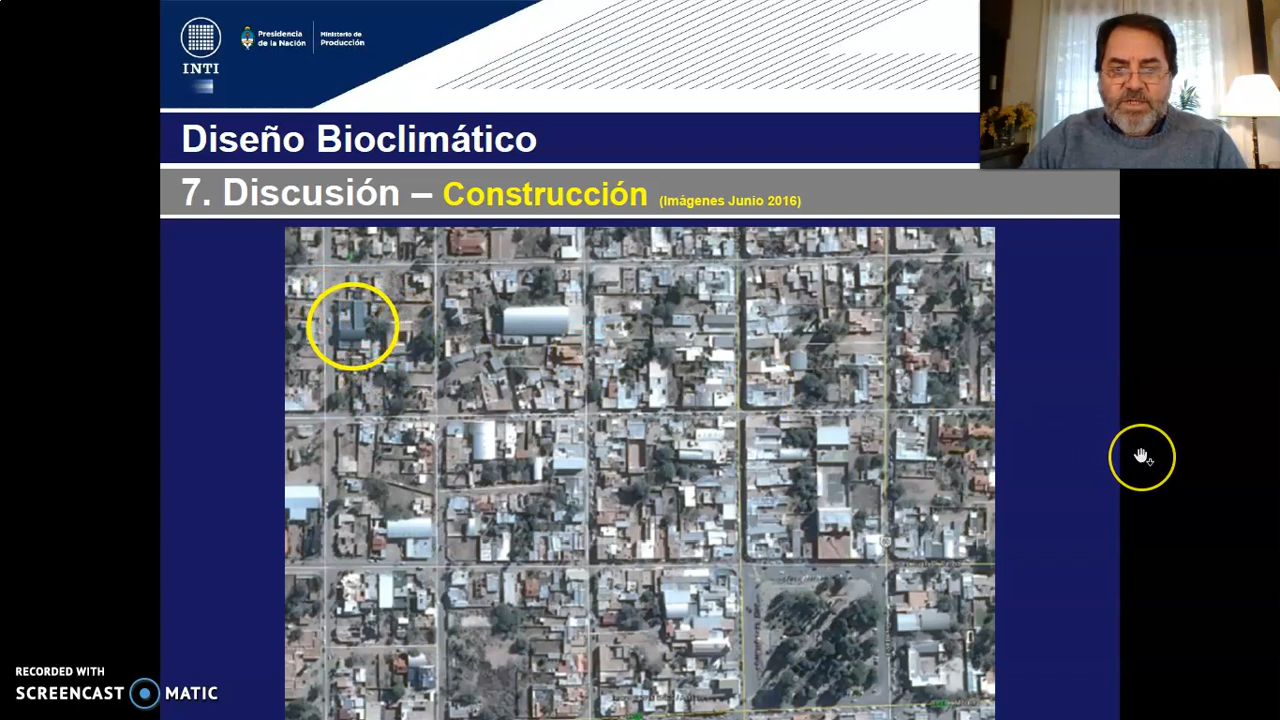 INTI
Presidencia
de la Nación
Ministerio de
Producción
Diseño Bioclimático
7. Discusión – Construcción (Imágenes Junio 2016)
RECORDED WITH
SCREENCAST MATIC